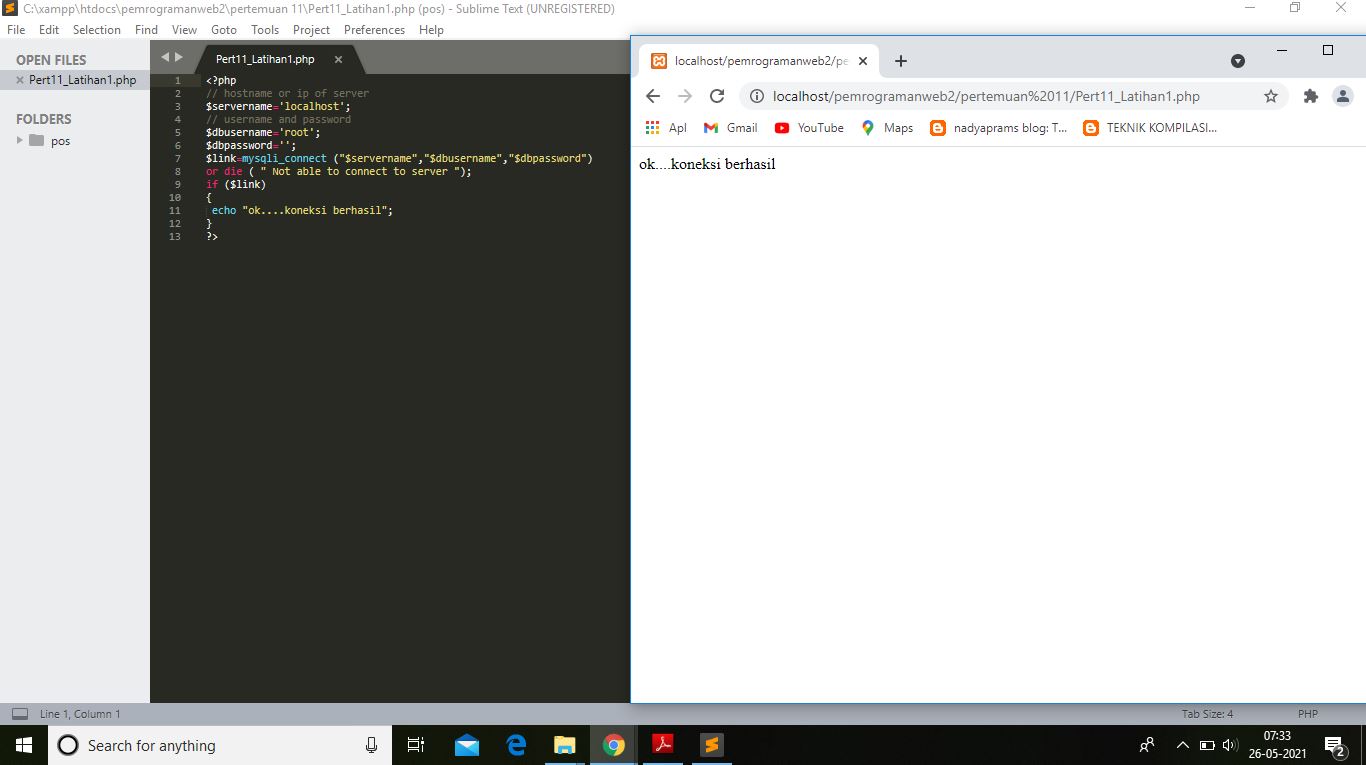 C:\xampp\htdocs\pemrogramanweb2\pertemuan 11\Pert11_Latihan1.php (pos) - Sublime Text (UNREGISTERED)
File Edit Selection Find View Goto Tools Project Preferences Help
OPEN FILES
Pert11_Latihan1.php
FOLDERS
pos
Pert11_Latihan1.php
1 <?php
2 // hostname or ip of server
3 $servername='localhost';
4 // username and password
5 $dbusername='root';
6 $dbpassword='';
7 $link=mysqli_connect ("$servername","$dbusername","$dbpassword")
8 or die ( " Not able to connect to server ");
9 if ($link)
10 {
11 echo "ok....koneksi berhasil";
12 }
13 ?>
localhost/pemrogramanweb2/pe
localhost/pemrogramanweb2/pertemuan%2011/Pert11_Latihan1.php
Apl Gmail YouTube Maps nadyaprams blog: T... TEKNIK KOMPILASI...
ok....koneksi berhasil
Line 1, Column 1
Tab Size: 4 PHP
Search for anything
07:33
26-05-2021
2